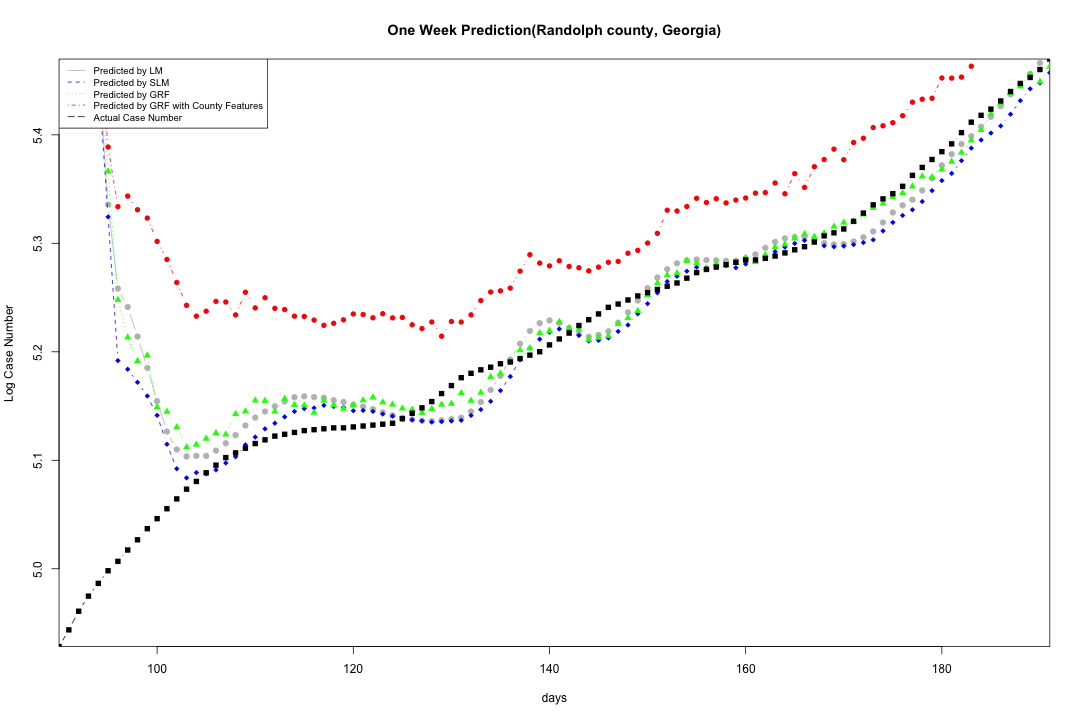 One Week Prediction(Randolph county, Georgia)
Predicted by LM
Predicted by SLM
Predicted by GRF
Predicted by GRF with County Features
Actual Case Number
5.4
5.3
5.2
5.1
5.0
Log Case Number
100 120 140 160 180
days